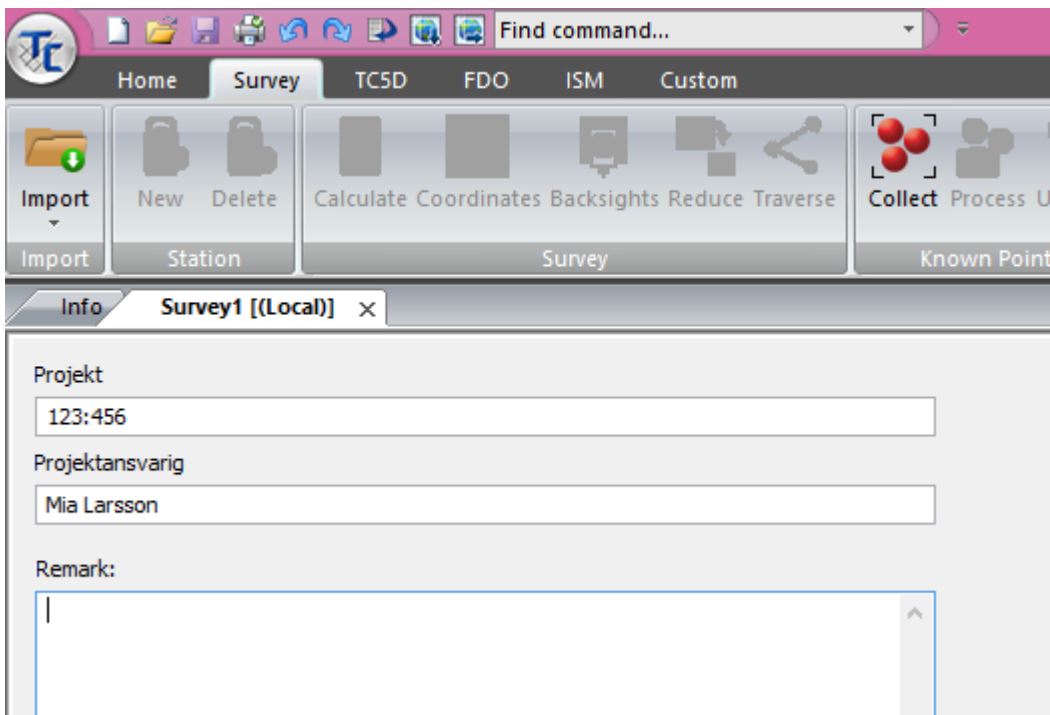 TC
Find command...
Home Survey TC5D FDO ISM Custom
Import New Delete Calculate Coordinates Backsights Reduce Traverse Collect Process
Import Station Survey Known Point
Info Survey1 [(Local)]
Projekt
123:456
Projektansvarig
Mia Larsson
Remark: